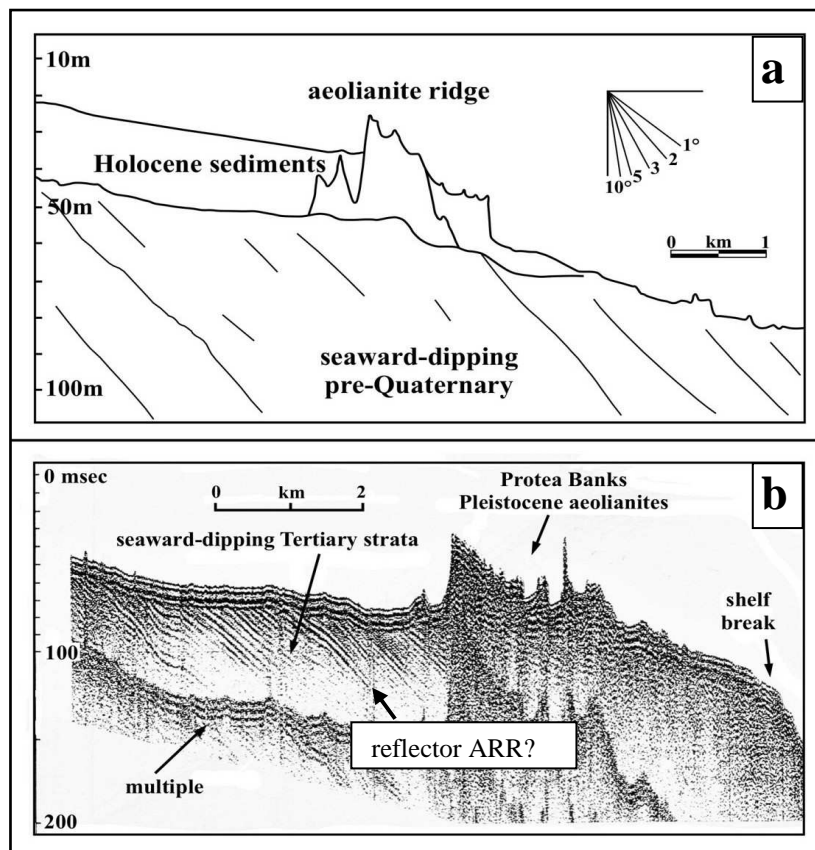 a
10m
aeolianite ridge
1°
2
3
5
10°
Holocene sediments
50m
0 km 1
seaward-dipping
pre-Quaternary
100m
b
0 msec
Protea Banks
Pleistocene aeolianites
0 km 2
seaward-dipping Tertiary strata
shelf
break
100
reflector ARR?
multiple
200